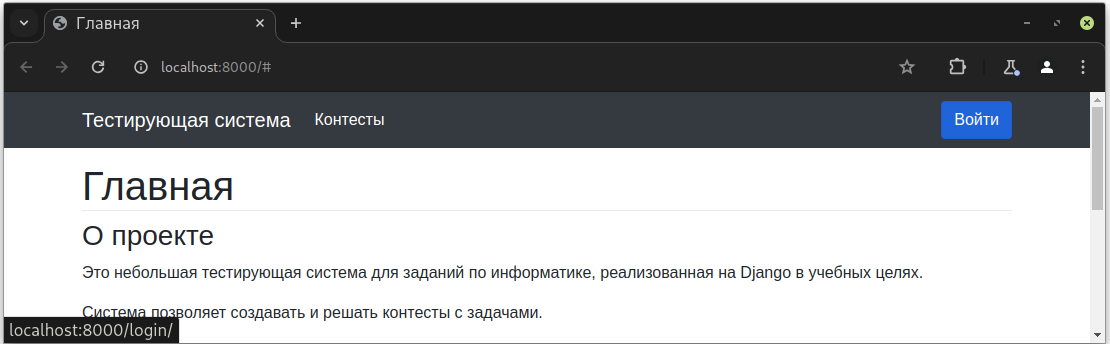 Главная
localhost:8000/#
Тестирующая система Контесты Войти
Главная
О проекте
Это небольшая тестирующая система для заданий по информатике, реализованная на Django в учебных целях.
Система позволяет создавать и решать контесты с задачами.
localhost:8000/login/